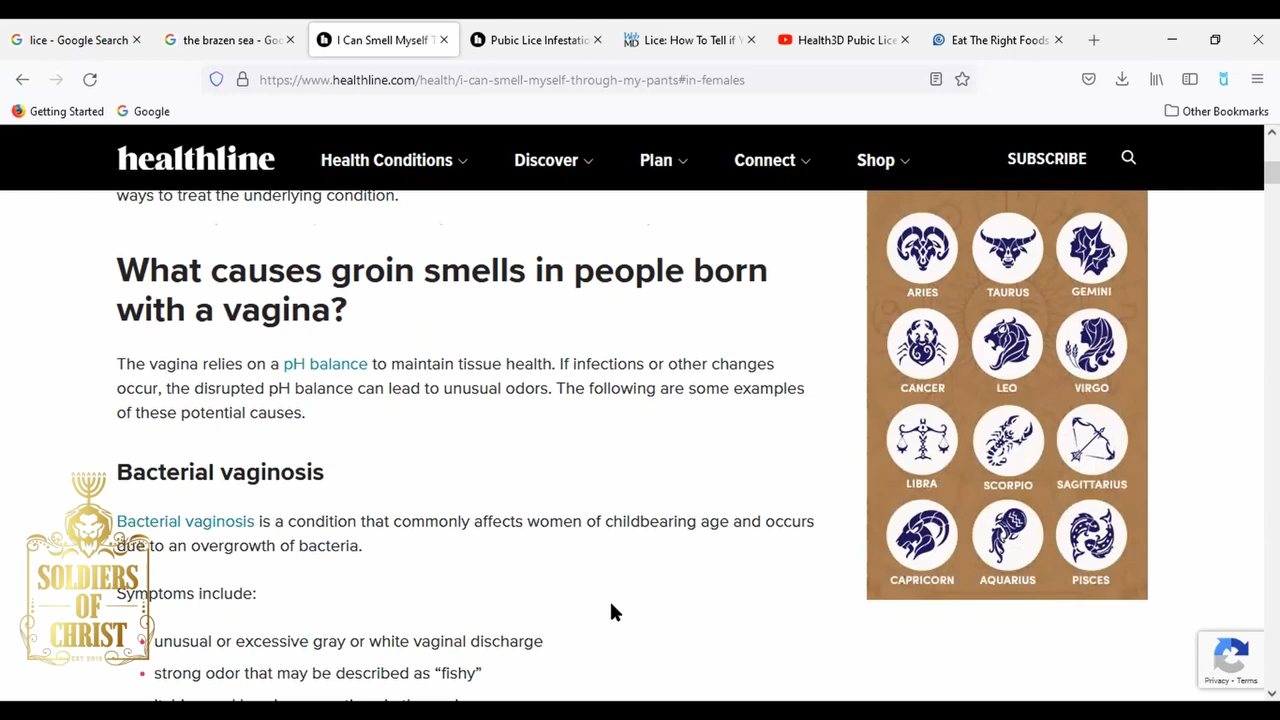 lice - Google Search
the brazen sea - Goo
I Can Smell Myself T
Pubic Lice Infestatio
WebMD
Lice: How To Tell if Y
Health3D Pubic Lice
Eat The Right Foods
https://www.healthline.com/health/i-can-smell-myself-through-my-pants#in-females
Getting Started
Google
Other Bookmarks
healthline
Health Conditions
Discover
Plan
Connect
Shop
SUBSCRIBE
ways to treat the underlying condition.
What causes groin smells in people born
with a vagina?
The vagina relies on a pH balance to maintain tissue health. If infections or other changes
occur, the disrupted pH balance can lead to unusual odors. The following are some examples
of these potential causes.
Bacterial vaginosis
Bacterial vaginosis is a condition that commonly affects women of childbearing age and occurs
due to an overgrowth of bacteria.
Symptoms include:
unusual or excessive gray or white vaginal discharge
strong odor that may be described as “fishy”
ARIES
TAURUS
GEMINI
CANCER
LEO
VIRGO
LIBRA
SCORPIO
SAGITTARIUS
CAPRICORN
AQUARIUS
PISCES
SOLDIERS
OF
CHRIST
Privacy - Terms